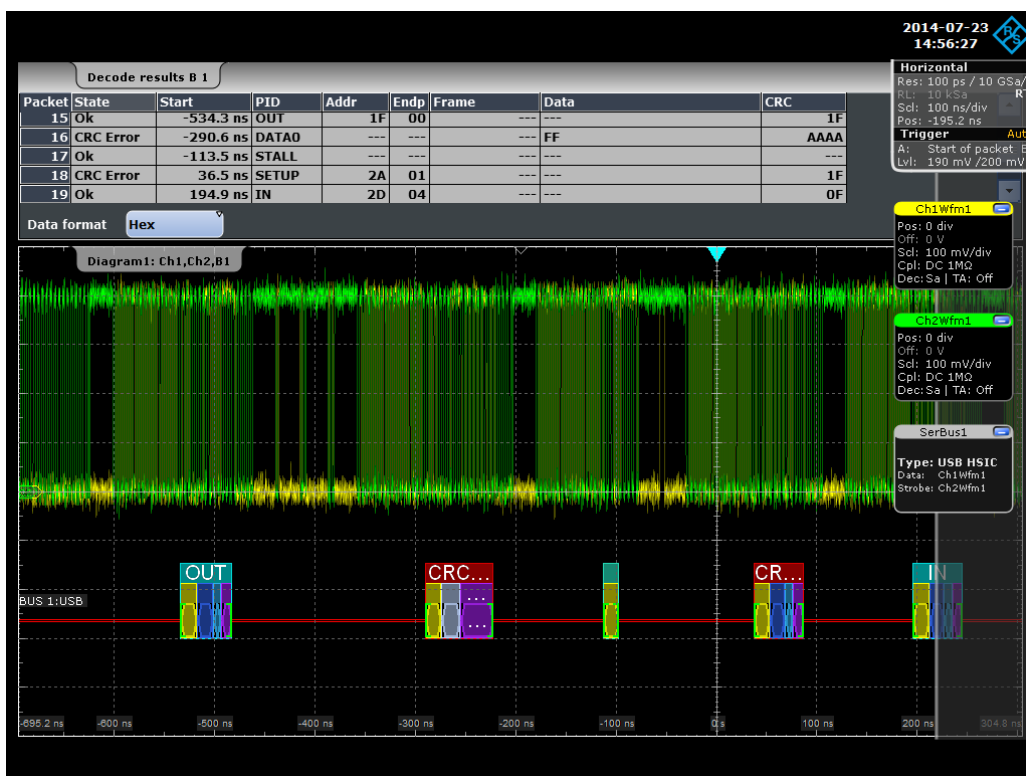 2014-07-23
14:56:27
R&S
Decode results B 1
Packet State Start PID Addr Endp Frame Data CRC
15 Ok -534.3 ns OUT 1F 00 --- --- 1F
16 CRC Error -290.6 ns DATA0 --- --- --- FF AAAA
17 Ok -113.5 ns STALL --- --- --- --- ---
18 CRC Error 36.5 ns SETUP 2A 01 --- --- 1F
19 Ok 194.9 ns IN 2D 04 --- --- 0F
Data format Hex
Horizontal
Res: 100 ps / 10 GSa/
RL: 10 kSa R
Scl: 100 ns/div
Pos: -195.2 ns
Trigger Aut
A: Start of packet
Lvl: 190 mV /200 mV
Diagram1: Ch1,Ch2,B1
Ch1Wfm1
Pos: 0 div
Off: 0 V
Scl: 100 mV/div
Cpl: DC 1MΩ
Dec: Sa | TA: Off
Ch2Wfm1
Pos: 0 div
Off: 0 V
Scl: 100 mV/div
Cpl: DC 1MΩ
Dec: Sa | TA: Off
SerBus1
Type: USB HSIC
Data: Ch1Wfm1
Strobe: Ch2Wfm1
OUT CRC... CR... IN
...
BUS 1:USB
...
-695.2 ns -600 ns -500 ns -400 ns -300 ns -200 ns -100 ns 0 s 100 ns 200 ns 304.8 ns